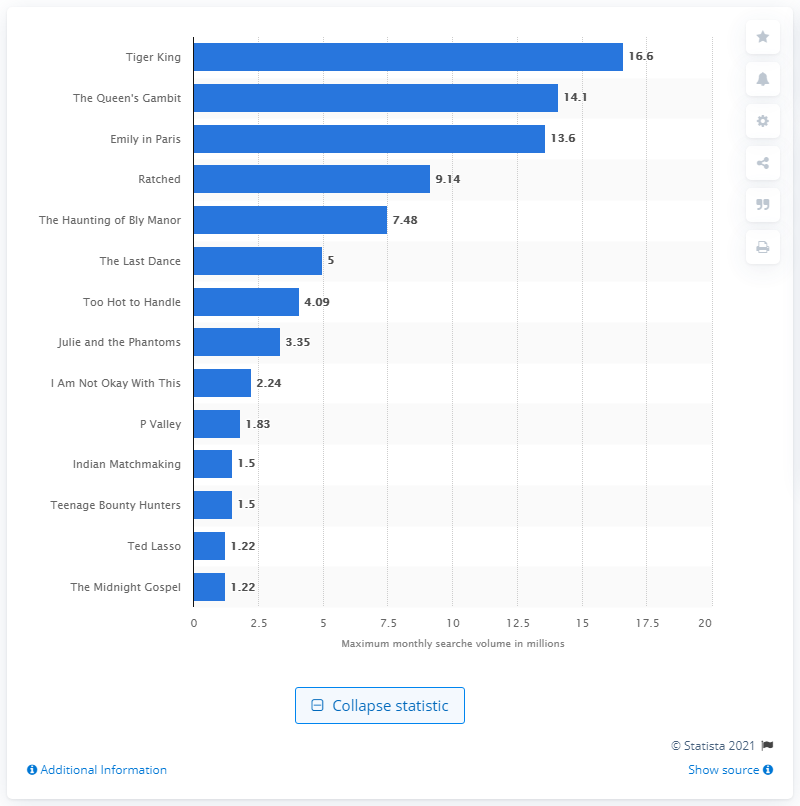 Tiger King 16.6
The Queen's Gambit 14.1
Emily in Paris 13.6
Ratched 9.14
The Haunting of Bly Manor 7.48
The Last Dance 5
Too Hot to Handle 4.09
Julie and the Phantoms 3.35
I Am Not Okay With This 2.24
P Valley 1.83
Indian Matchmaking 1.5
Teenage Bounty Hunters 1.5
Ted Lasso 1.22
The Midnight Gospel 1.22
0 2.5 5 7.5 10 12.5 15 17.5 20
Maximum monthly searche volume in millions
Collapse statistic
© Statista 2021
Additional Information Show source